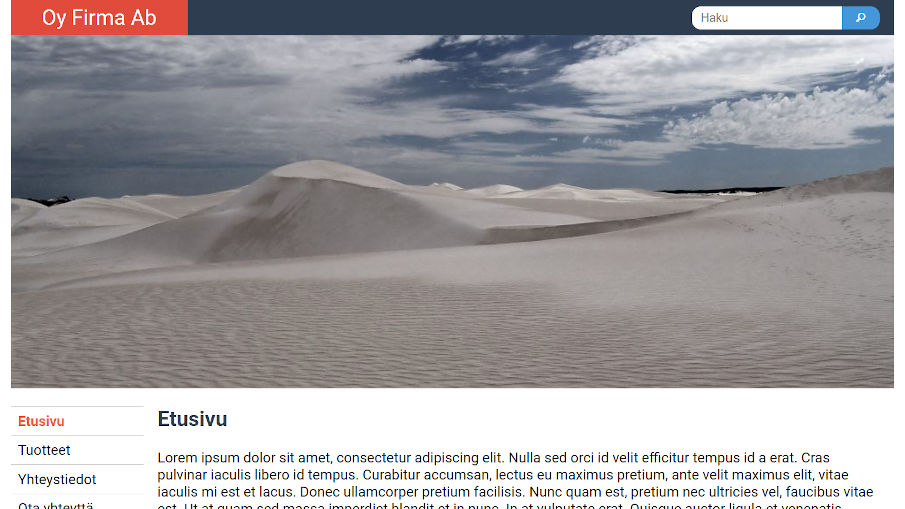 Oy Firma Ab
Haku
Etusivu
Tuotteet
Yhteystiedot
Ota yhteyttä
Etusivu
Lorem ipsum dolor sit amet, consectetur adipiscing elit. Nulla sed orci id velit efficitur tempus id a erat. Cras
pulvinar iaculis libero id tempus. Curabitur accumsan, lectus eu maximus pretium, ante velit maximus elit, vitae
iaculis mi est et lacus. Donec ullamcorper pretium facilisis. Nunc quam est, pretium nec ultricies vel, faucibus vitae
est. Ut at quam sed massa imperdiet blandit et in nunc. In at vulputate erat. Quisque auctor ligula et venenatis